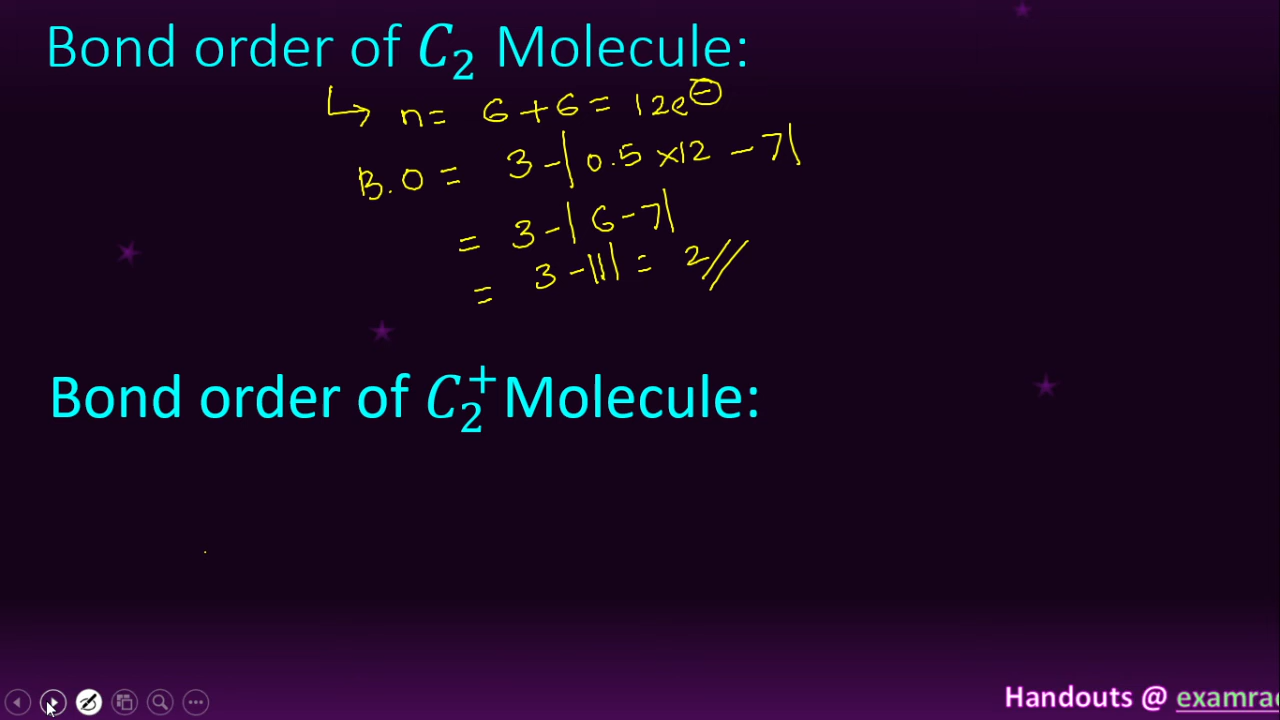 Bond order of C₂ Molecule:
↳ n = 6 + 6 = 12e⊖
B.O = 3 - | 0.5 × 12 - 7 |
= 3 - | 6 - 7 |
= 3 - |1| = 2//
Bond order of C₂⁺ Molecule:
Handouts @ examrac